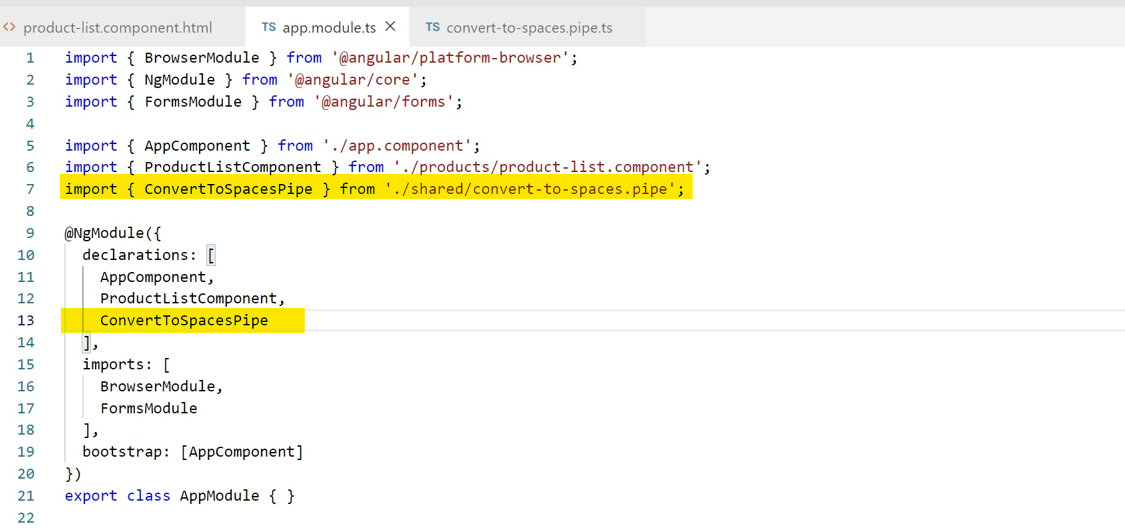 <> product-list.component.html TS app.module.ts × TS convert-to-spaces.pipe.ts
1 import { BrowserModule } from '@angular/platform-browser';
2 import { NgModule } from '@angular/core';
3 import { FormsModule } from '@angular/forms';
4
5 import { AppComponent } from './app.component';
6 import { ProductListComponent } from './products/product-list.component';
7 import { ConvertToSpacesPipe } from './shared/convert-to-spaces.pipe';
8
9 @NgModule({
10 declarations: [
11 AppComponent,
12 ProductListComponent,
13 ConvertToSpacesPipe
14 ],
15 imports: [
16 BrowserModule,
17 FormsModule
18 ],
19 bootstrap: [AppComponent]
20 })
21 export class AppModule { }
22